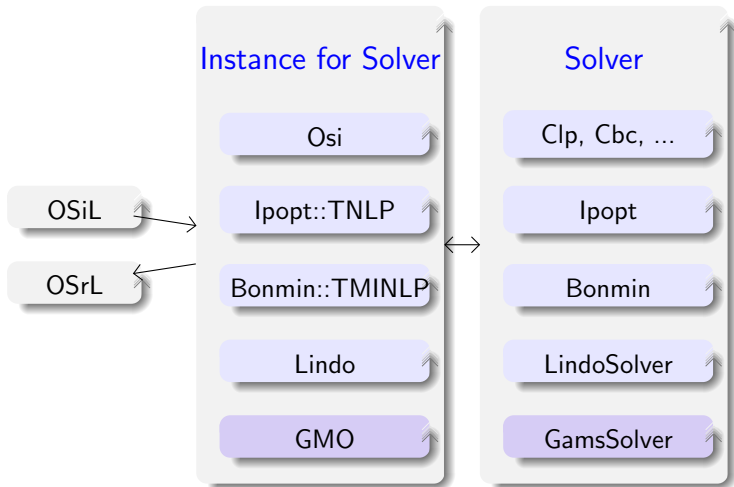 Instance for Solver
Solver
Osi
Clp, Cbc, ...
OSiL
Ipopt::TNLP
Ipopt
OSrL
Bonmin::TMINLP
Bonmin
Lindo
LindoSolver
GMO
GamsSolver